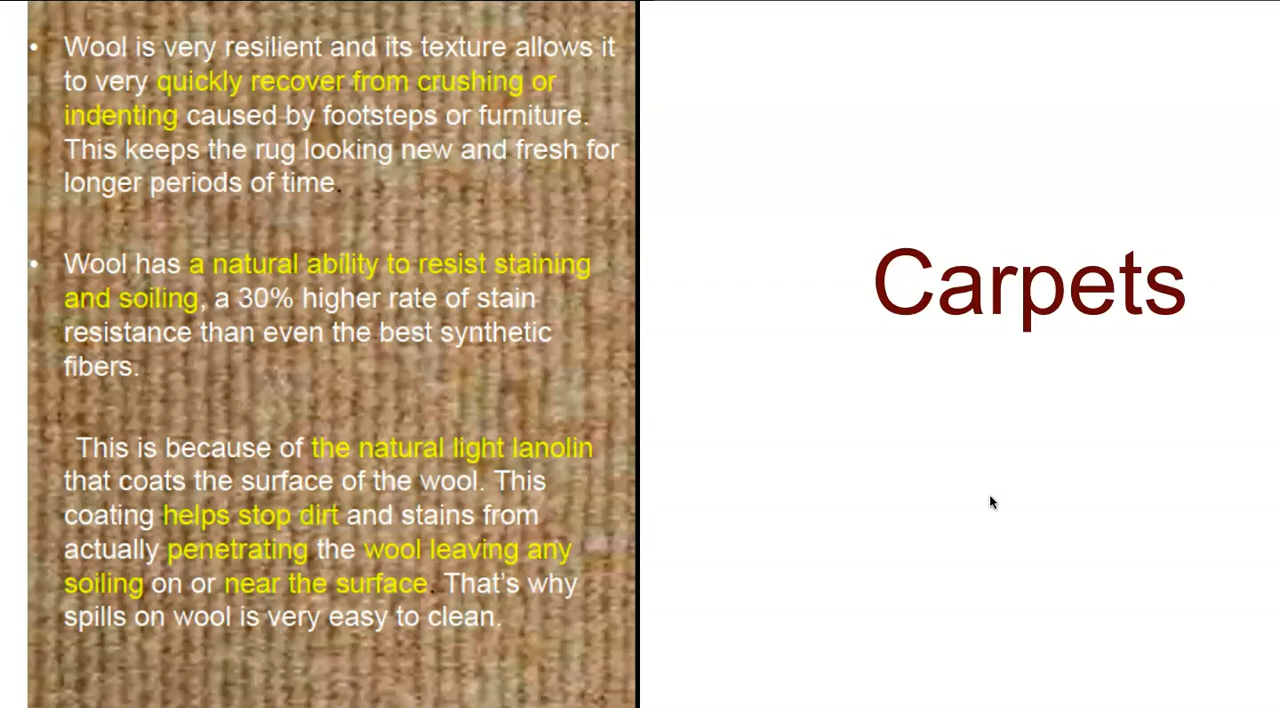 • Wool is very resilient and its texture allows it
to very quickly recover from crushing or
indenting caused by footsteps or furniture.
This keeps the rug looking new and fresh for
longer periods of time.
• Wool has a natural ability to resist staining
and soiling, a 30% higher rate of stain
resistance than even the best synthetic
fibers.
This is because of the natural light lanolin
that coats the surface of the wool. This
coating helps stop dirt and stains from
actually penetrating the wool leaving any
soiling on or near the surface. That's why
spills on wool is very easy to clean.
Carpets